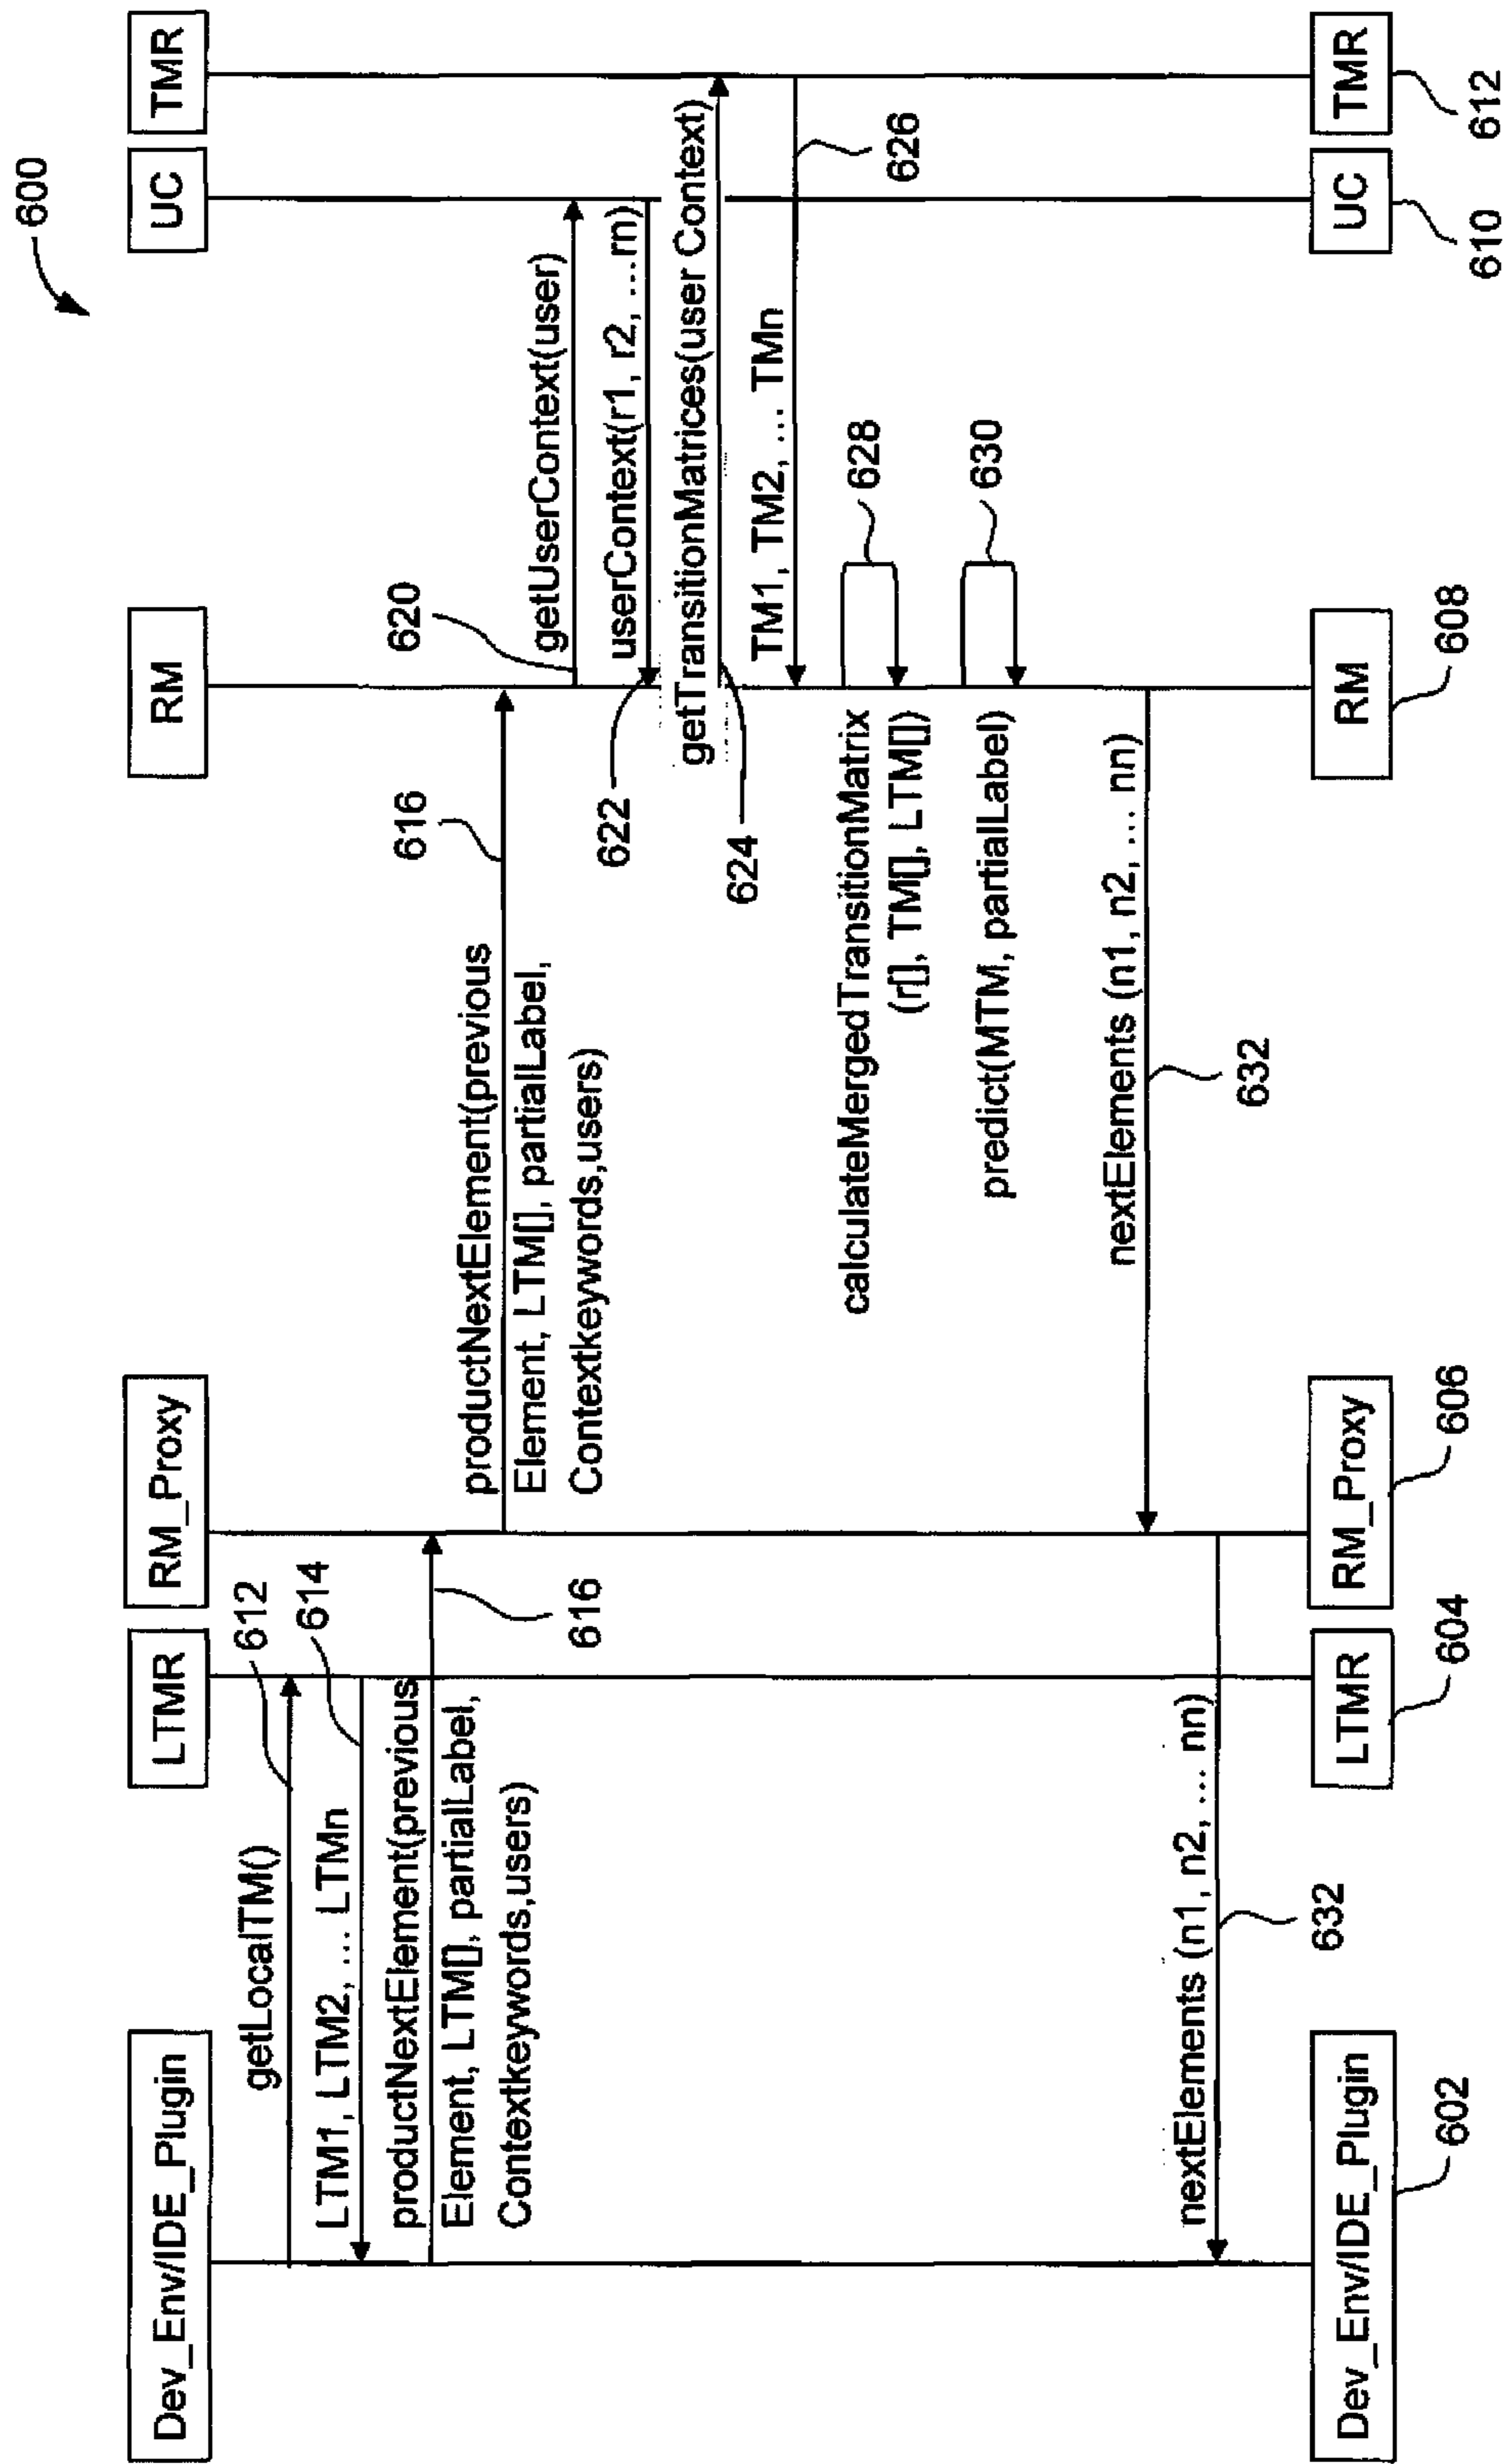 600
Dev_Env/IDE_Plugin
LTMR
RM_Proxy
RM
UC
TMR
getLocalTM()
612
LTM1, LTM2, ... LTMn
614
productNextElement(previous
Element, LTM[], partialLabel,
Contextkeywords,users)
616
productNextElement(previous
Element, LTM[], partialLabel,
Contextkeywords,users)
616
620
getUserContext(user)
622
userContext(r1, r2, ...rn)
getTransitionMatrices(user Context)
624
TM1, TM2, ... TMn
626
calculateMergedTransitionMatrix
(r[], TM[], LTM[])
628
predict(MTM, partialLabel)
630
nextElements (n1, n2, ... nn)
632
nextElements (n1, n2, ... nn)
632
Dev_Env/IDE_Plugin
LTMR
RM_Proxy
RM
UC
TMR
602
604
606
608
610
612